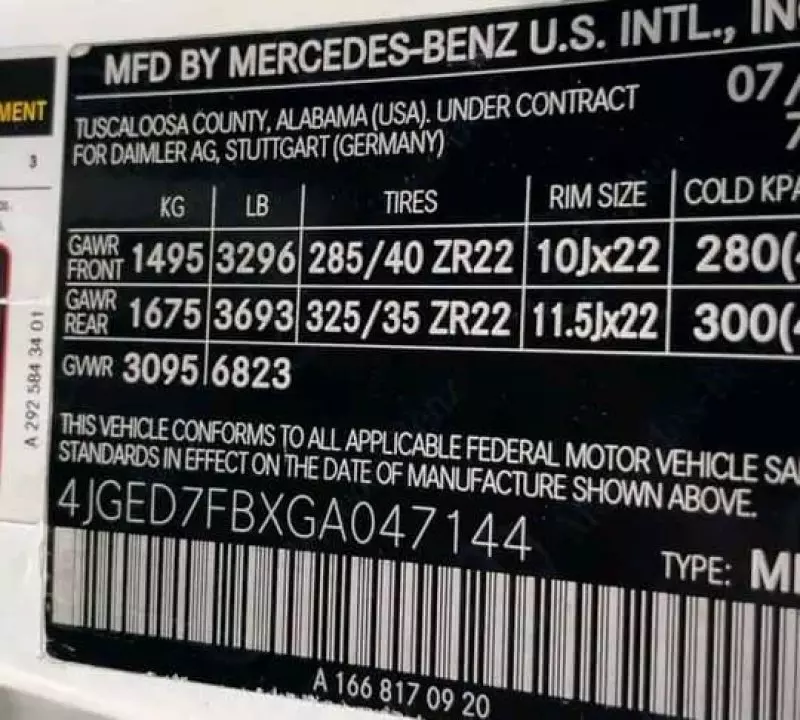 MFD BY MERCEDES-BENZ U.S. INTL., IN
07/
TUSCALOOSA COUNTY, ALABAMA (USA). UNDER CONTRACT
FOR DAIMLER AG, STUTTGART (GERMANY)
KG LB TIRES RIM SIZE COLD KPA
GAWR FRONT 1495 3296 285/40 ZR22 10Jx22 280(
GAWR REAR 1675 3693 325/35 ZR22 11.5Jx22 300(
GVWR 3095 6823
THIS VEHICLE CONFORMS TO ALL APPLICABLE FEDERAL MOTOR VEHICLE SA
STANDARDS IN EFFECT ON THE DATE OF MANUFACTURE SHOWN ABOVE.
4JGED7FBXGA047144
TYPE: M
A 166 817 09 20
MENT
3
A 292 584 34 01